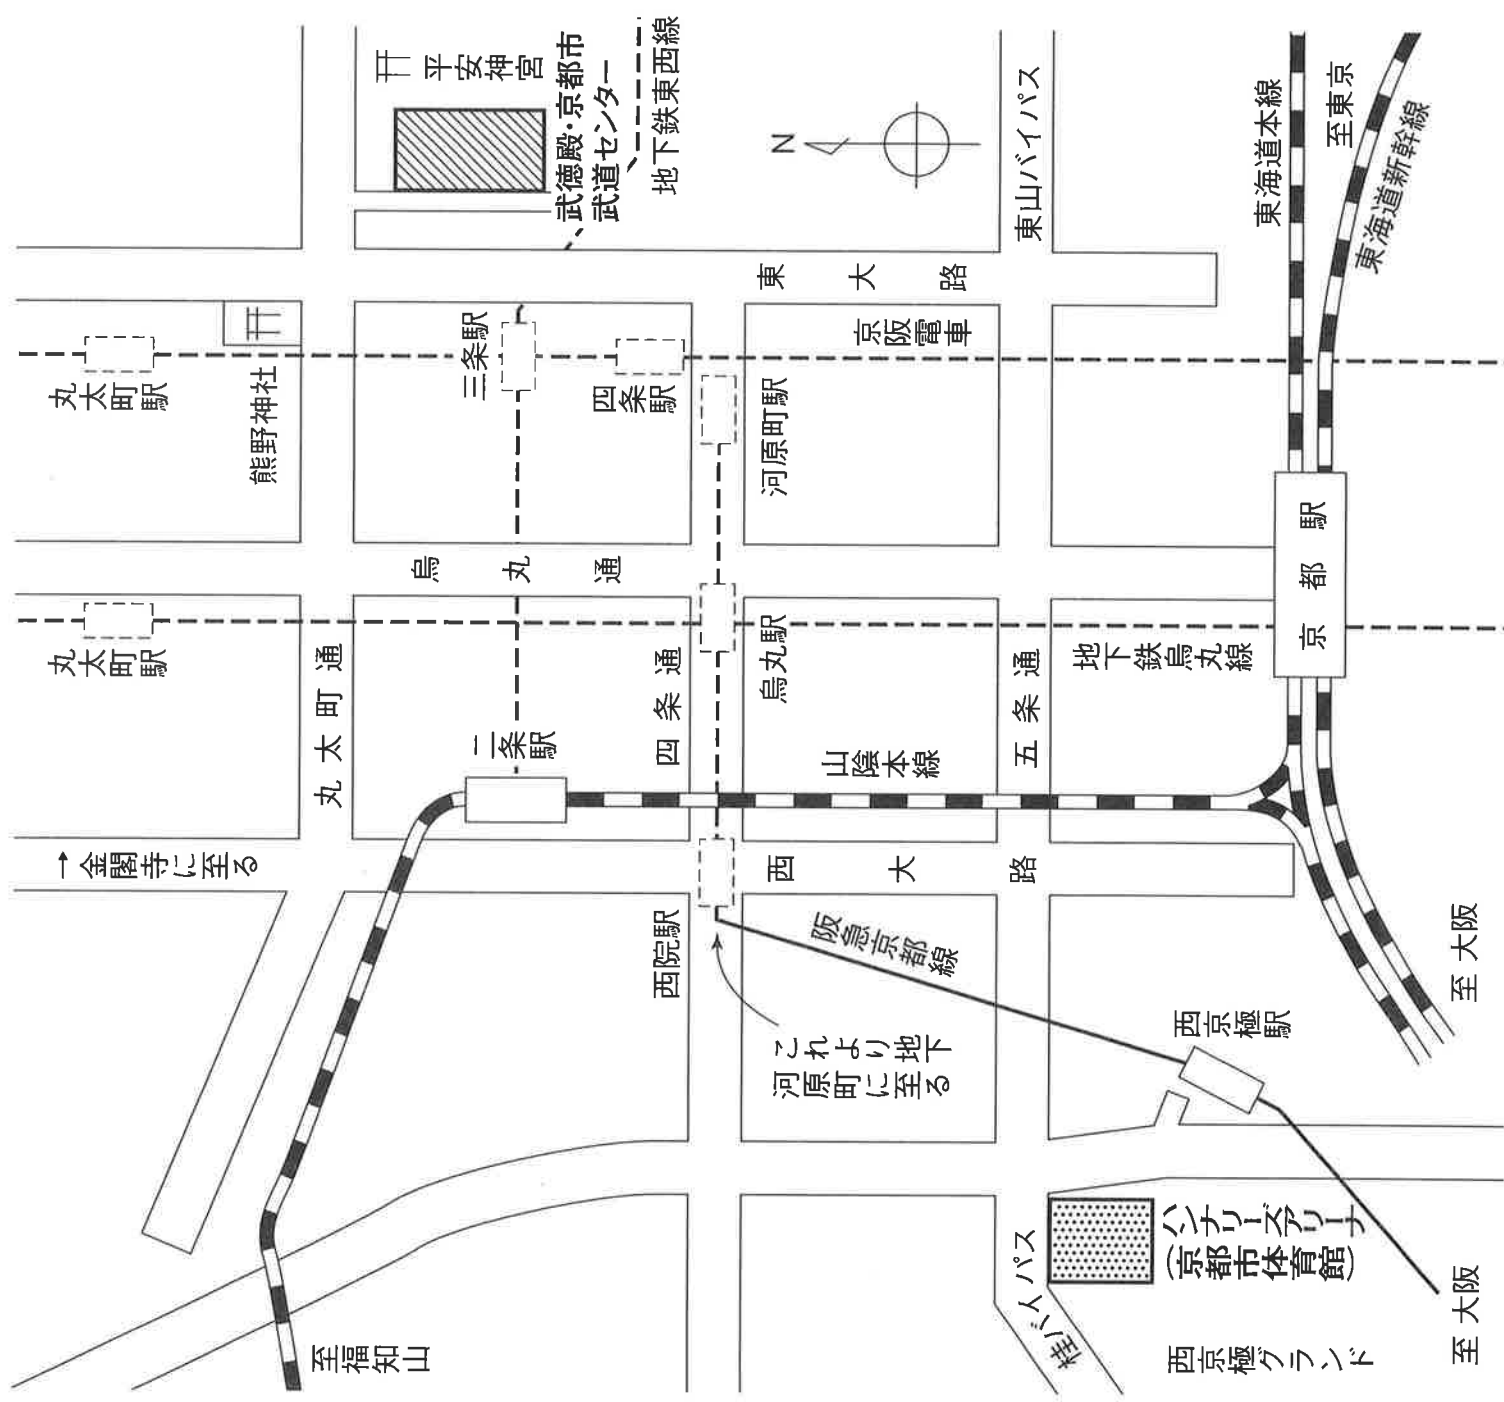 平安神宮
武徳殿・京都市
武道センター
地下鉄東西線
N
東山バイパス
東海道本線
至東京
東海道新幹線
東大路
京阪電車
丸太町駅
熊野神社
三条駅
四条駅
河原町駅
烏丸通
京都駅
丸太町駅
丸太町通
二条駅
四条通
烏丸駅
山陰本線
五条通
地下鉄烏丸線
→金閣寺に至る
西大路
西院駅
阪急京都線
これより地下
河原町に至る
西京極駅
至 大阪
ハンナリーズアリーナ
(京都市体育館)
桂バイパス
西京極グランド
至福知山
至 大阪